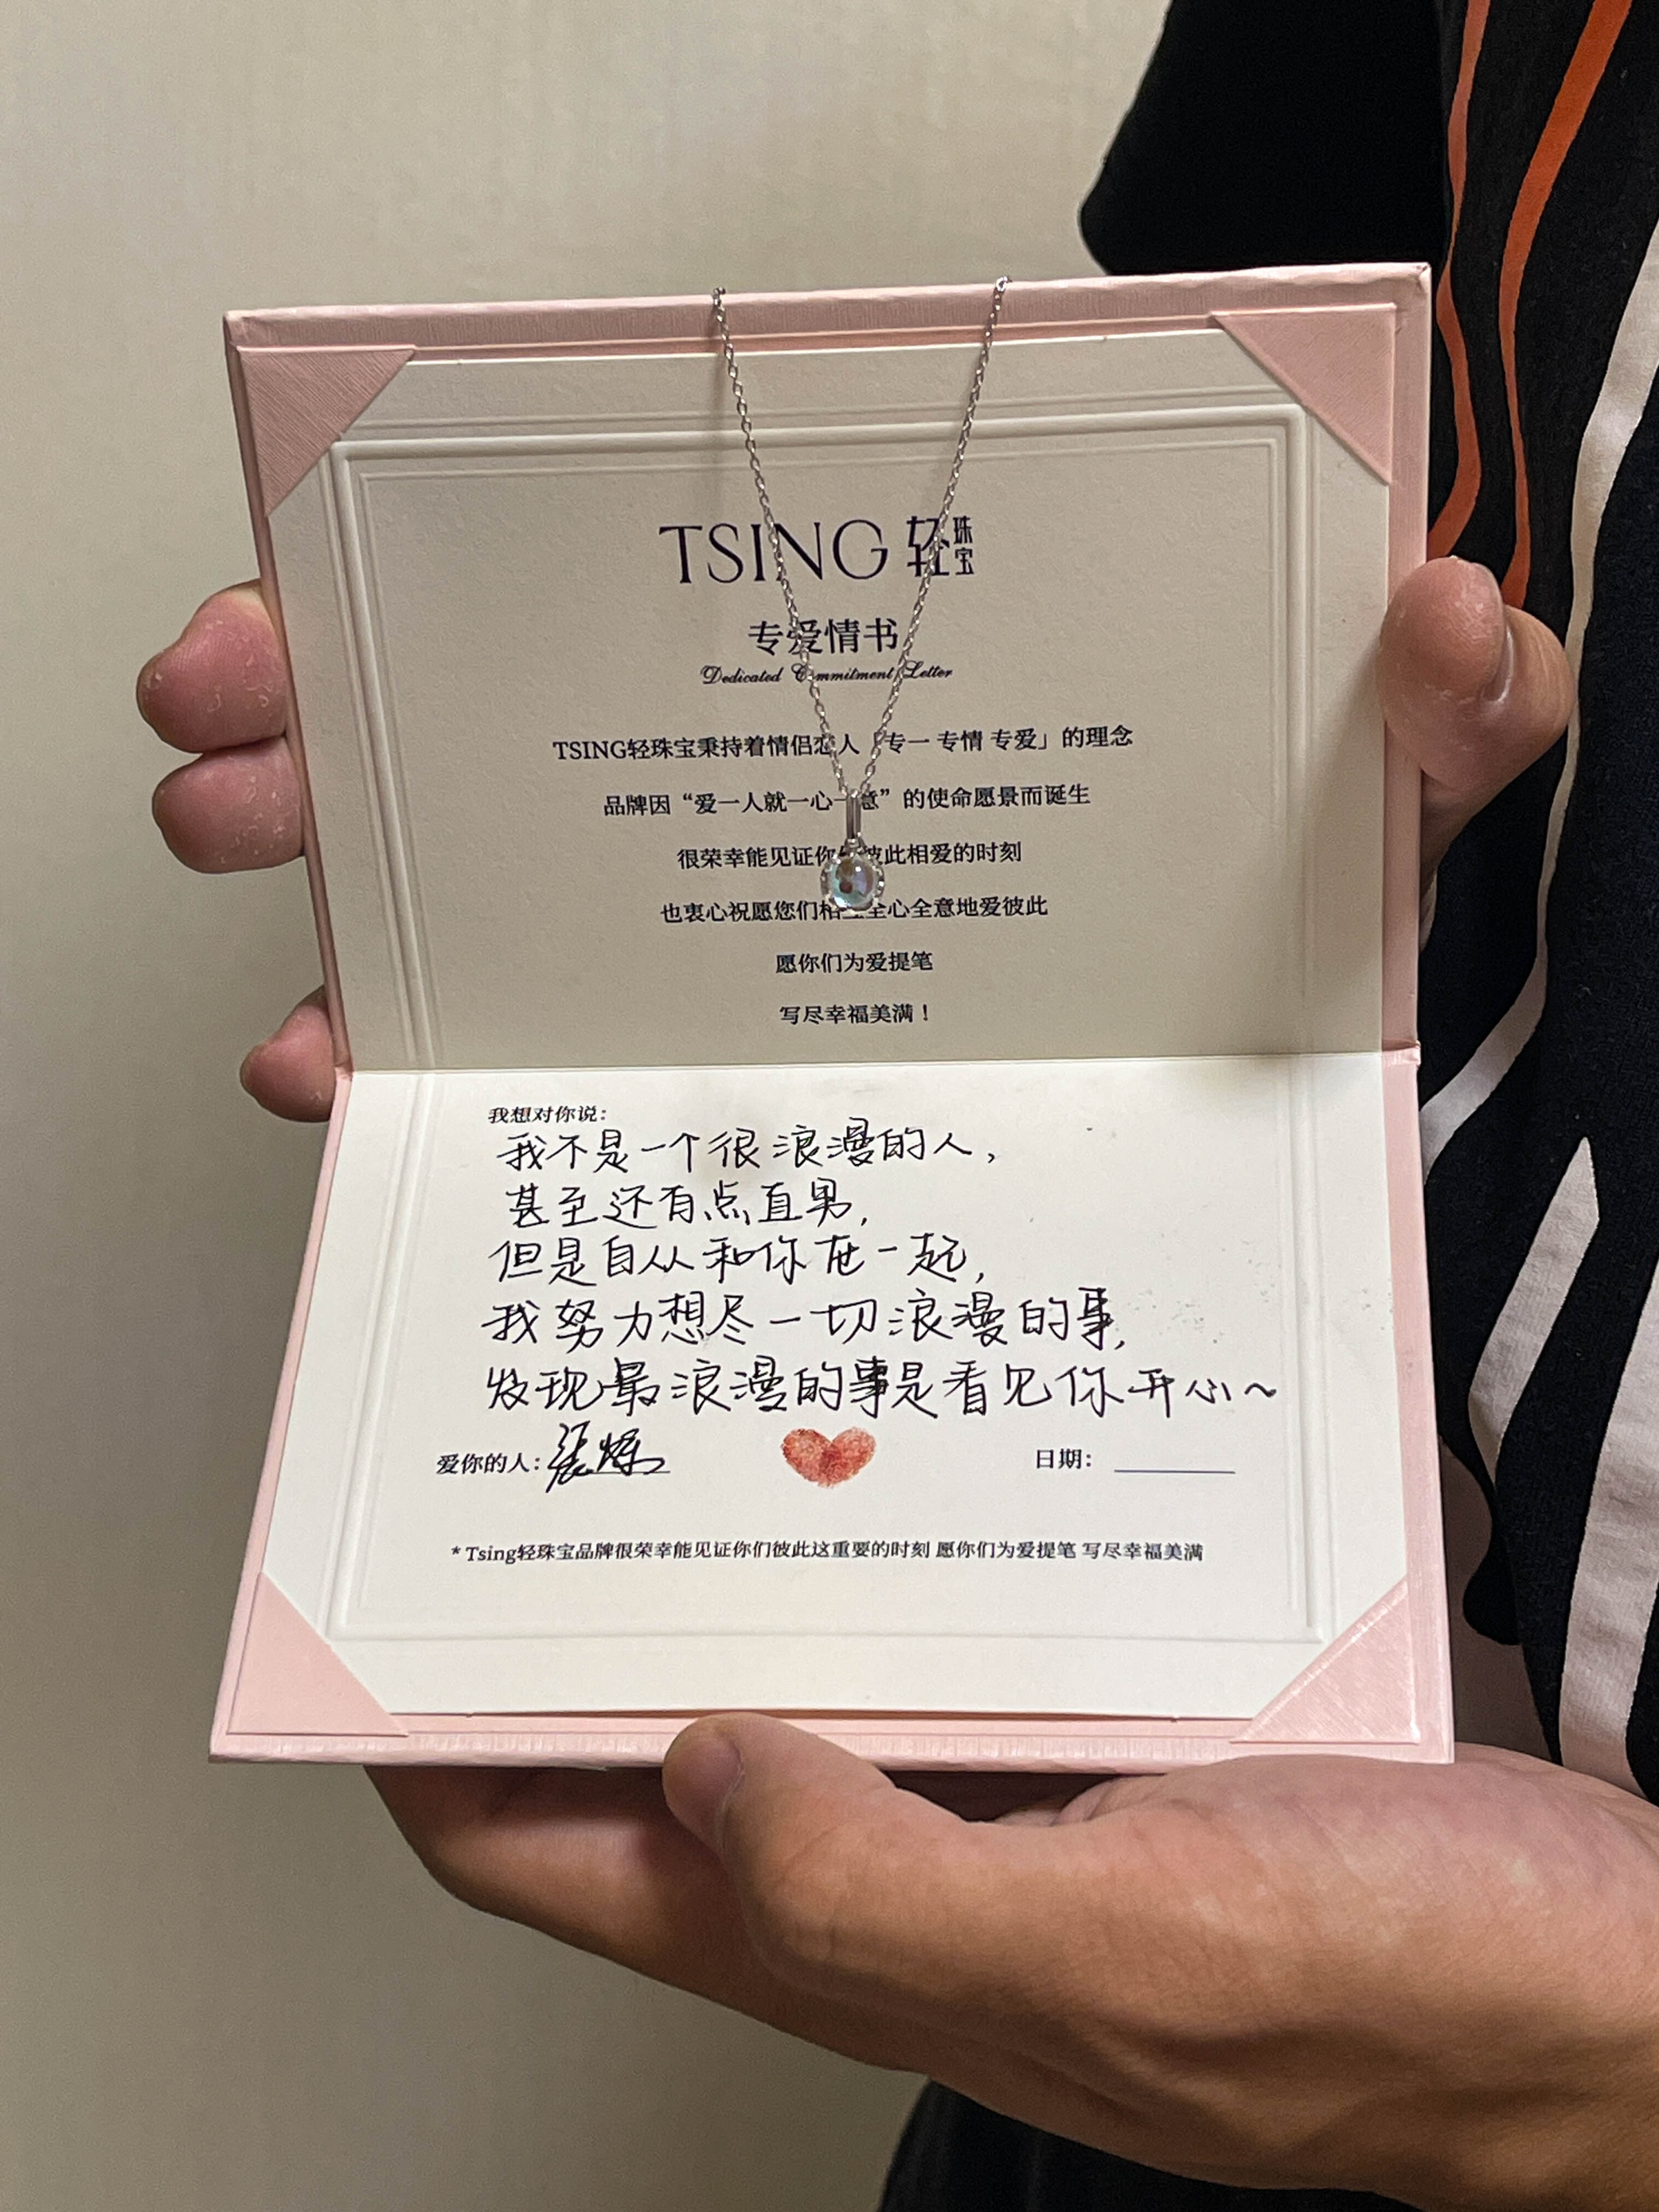 TSING 轻珠宝
专爱情书
Dedicated Commitment Letter
TSING轻珠宝秉持着情侣恋人「专一 专情 专爱」的理念
品牌因“爱一人就一心一意”的使命愿景而诞生
很荣幸能见证你们彼此相爱的时刻
也衷心祝愿您们相互全心全意地爱彼此
愿你们为爱提笔
写尽幸福美满！
我想对你说：
我不是一个很浪漫的人，
甚至还有点直男，
但是自从和你在一起，
我努力想尽一切浪漫的事，
发现最浪漫的事是看见你开心～
爱你的人：张
日期：
* Tsing轻珠宝品牌很荣幸能见证你们彼此这重要的时刻 愿你们为爱提笔 写尽幸福美满